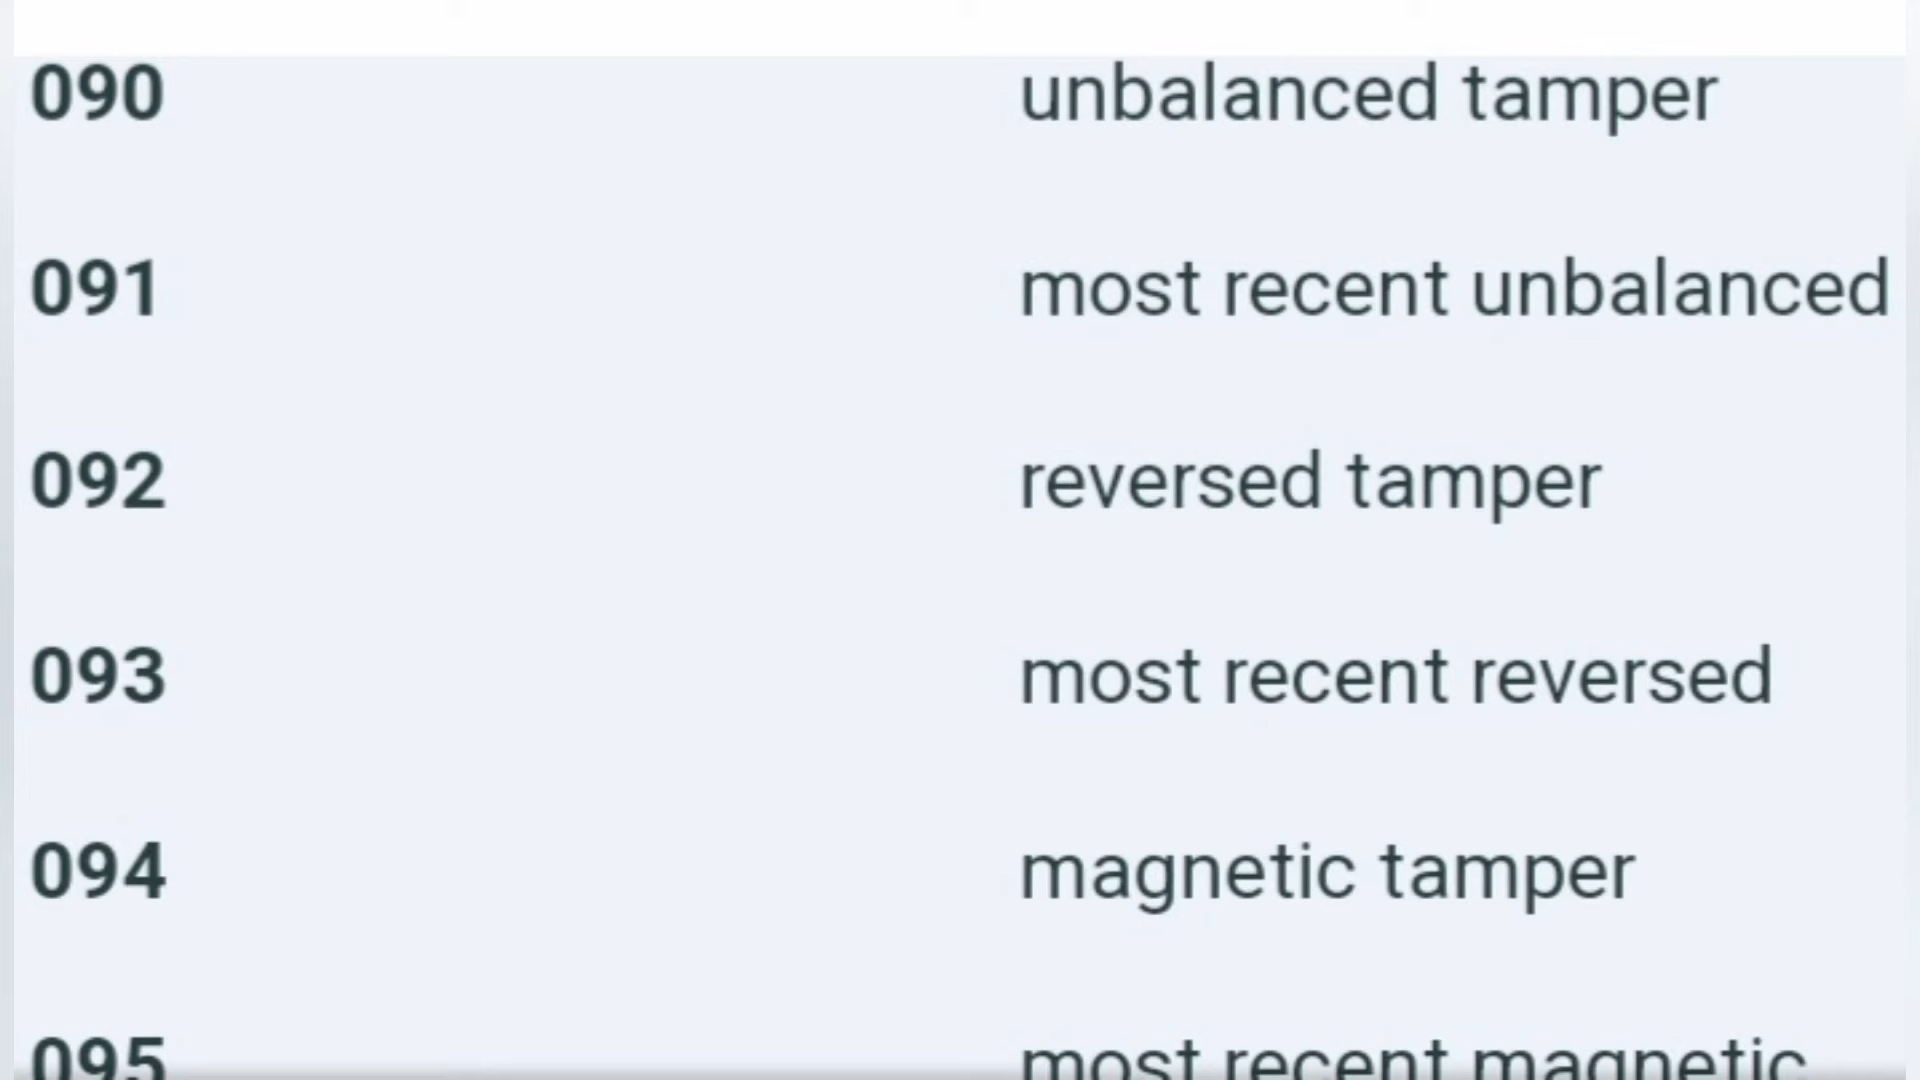 090 unbalanced tamper
091 most recent unbalanced
092 reversed tamper
093 most recent reversed
094 magnetic tamper
095 most recent magnetic